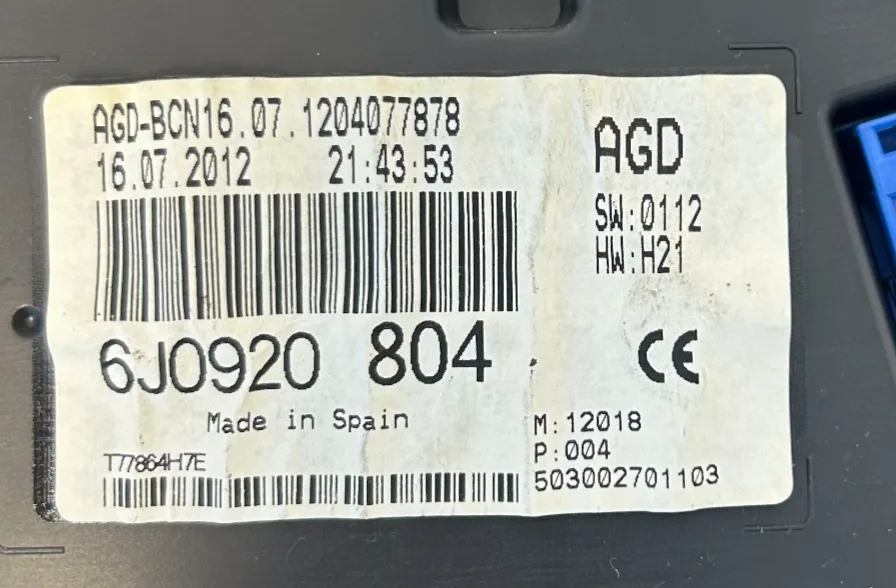 AGD-BCN16.07.1204077878
16.07.2012 21:43:53
AGD
SW:0112
HW:H21
6J0920 804
CE
Made in Spain
T77864H7E
M:12018
P:004
503002701103